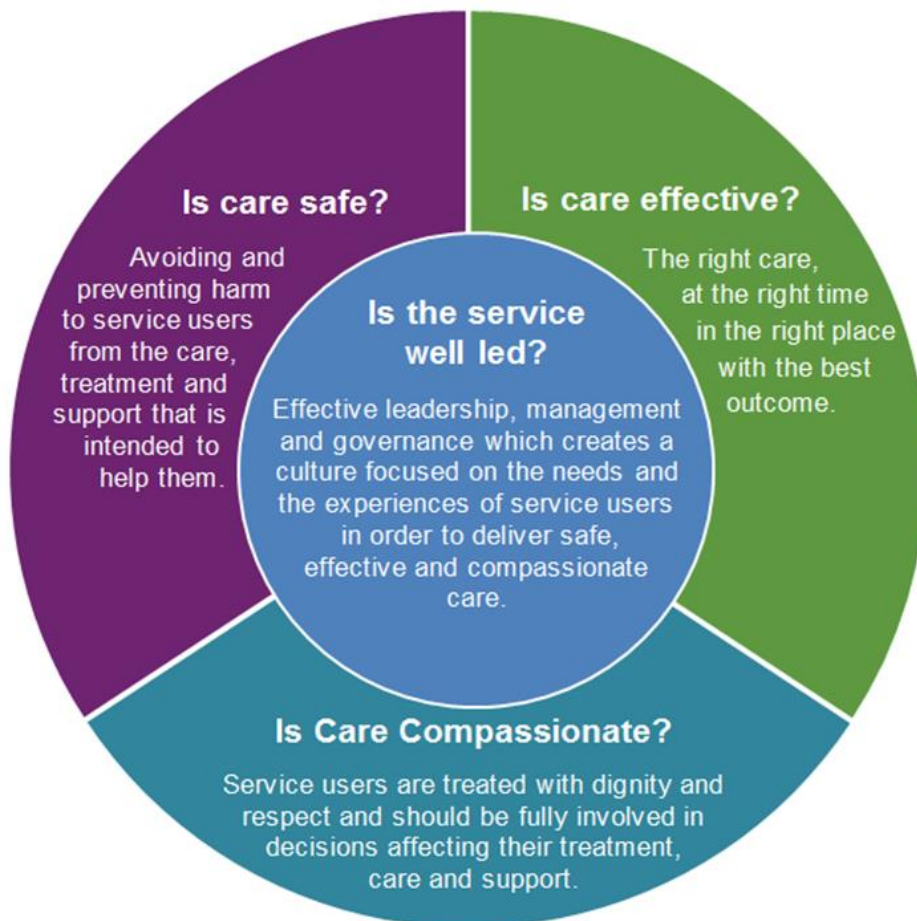 Is care safe?
Avoiding and
preventing harm
to service users
from the care,
treatment and
support that is
intended to
help them.
Is care effective?
The right care,
at the right time
in the right place
with the best
outcome.
Is the service
well led?
Effective leadership, management
and governance which creates a
culture focused on the needs and
the experiences of service users
in order to deliver safe,
effective and compassionate
care.
Is Care Compassionate?
Service users are treated with dignity and
respect and should be fully involved in
decisions affecting their treatment,
care and support.